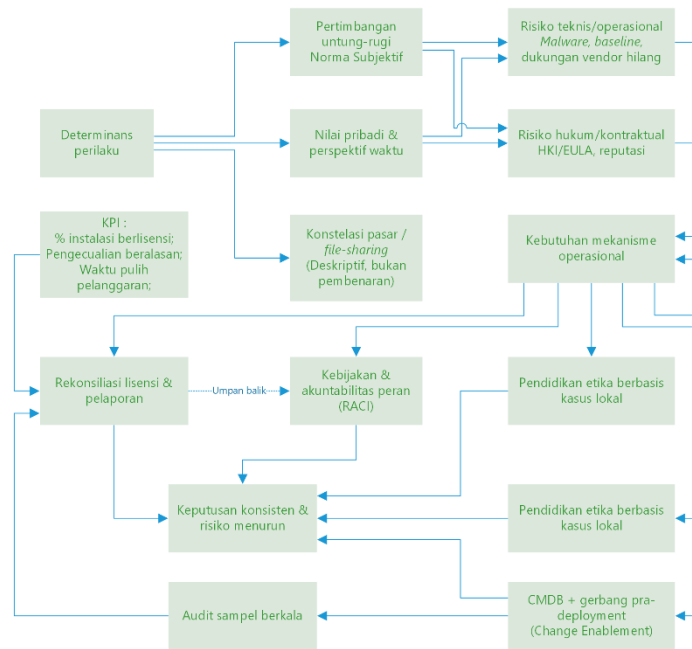 Pertimbangan
untung-rugi
Norma Subjektif
Risiko teknis/operasional
Malware, baseline,
dukungan vendor hilang
Determinans
perilaku
Nilai pribadi &
perspektif waktu
Risiko hukum/kontraktual
HKI/EULA, reputasi
KPI :
% instalasi berlisensi;
Pengecualian beralasan;
Waktu pulih
pelanggaran;
Konstelasi pasar /
file-sharing
(Deskriptif, bukan
pembenaran)
Kebutuhan mekanisme
operasional
Rekonsiliasi lisensi &
pelaporan
Umpan balik
Kebijakan &
akuntabilitas peran
(RACI)
Pendidikan etika berbasis
kasus lokal
Keputusan konsisten &
risiko menurun
Pendidikan etika berbasis
kasus lokal
Audit sampel berkala
CMDB + gerbang pra-
deployment
(Change Enablement)